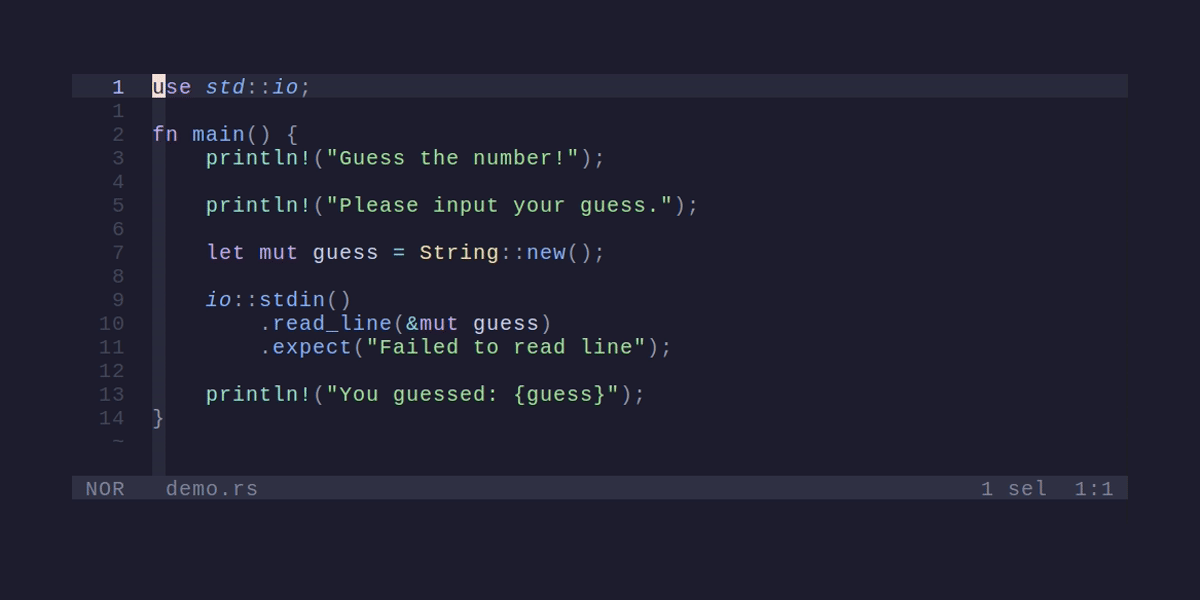 1  use std::io;
1
2  fn main() {
3      println!("Guess the number!");
4
5      println!("Please input your guess.");
6
7      let mut guess = String::new();
8
9      io::stdin()
10         .read_line(&mut guess)
11         .expect("Failed to read line");
12
13     println!("You guessed: {guess}");
14 }
~
NOR   demo.rs   1 sel  1:1